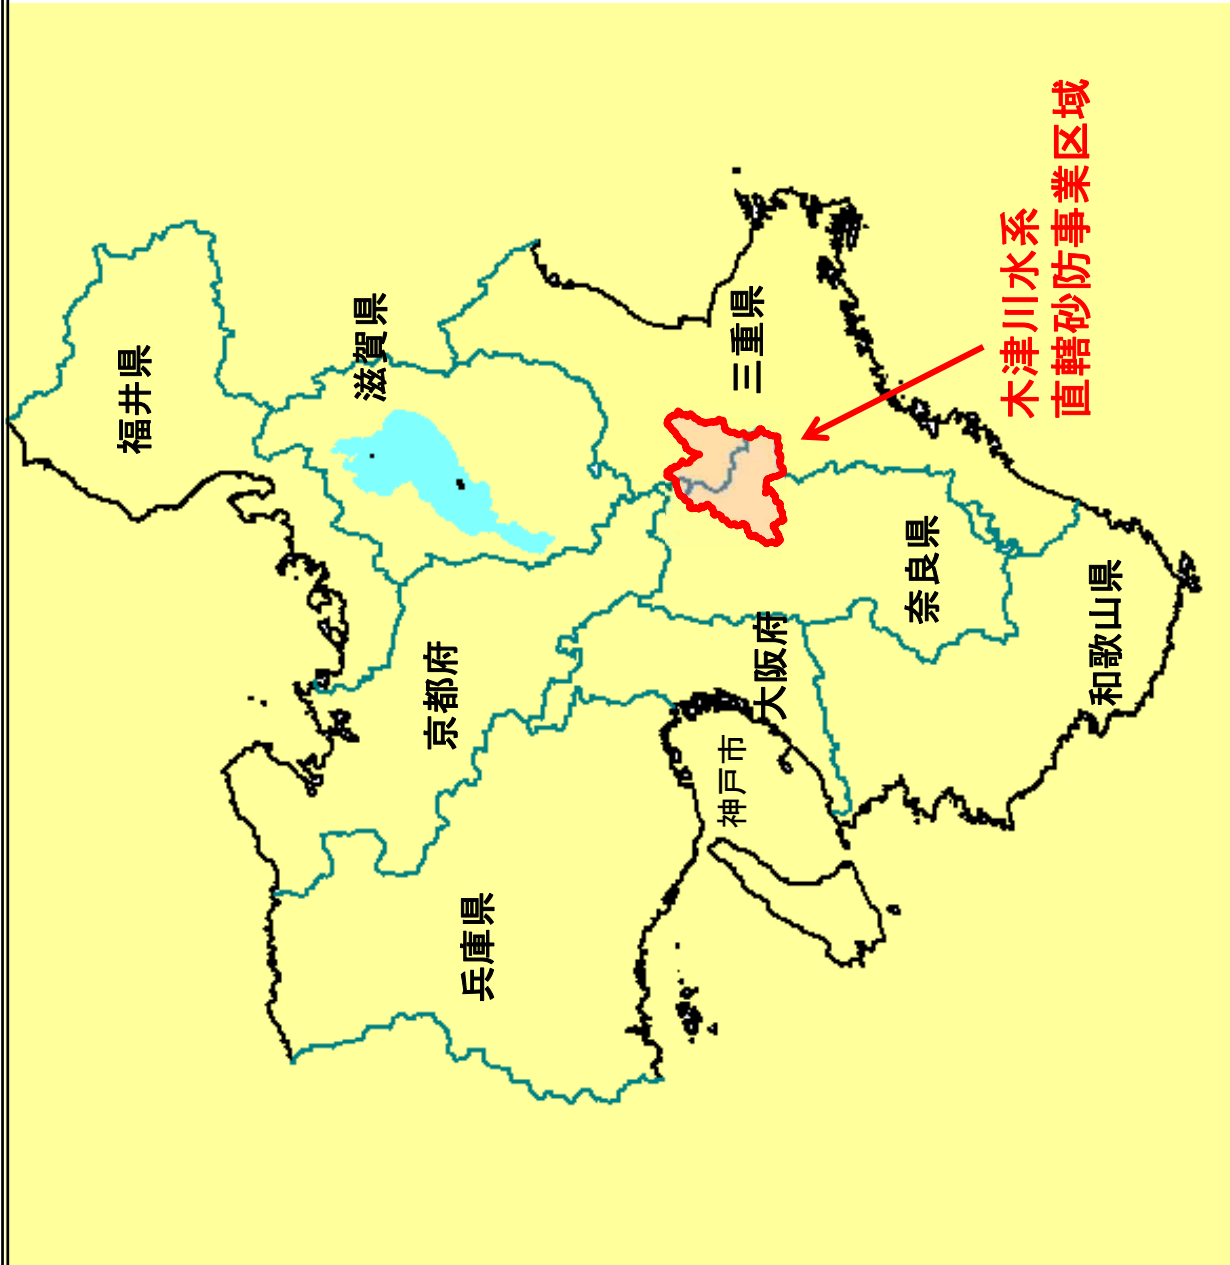 福井県
滋賀県
京都府
兵庫県
三重県
神戸市
大阪府
奈良県
和歌山県
木津川水系
直轄砂防事業区域